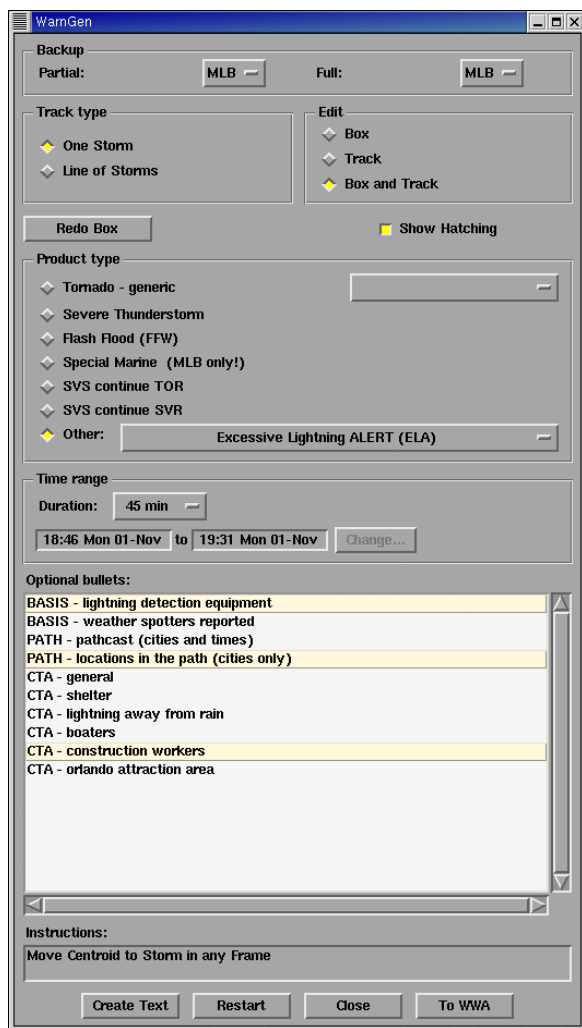 WarnGen
Backup
Partial: MLB Full: MLB
Track type
One Storm
Line of Storms
Edit
Box
Track
Box and Track
Redo Box
Show Hatching
Product type
Tornado - generic
Severe Thunderstorm
Flash Flood (FFW)
Special Marine (MLB only!)
SVS continue TOR
SVS continue SVR
Other: Excessive Lightning ALERT (ELA)
Time range
Duration: 45 min
18:46 Mon 01-Nov to 19:31 Mon 01-Nov Change...
Optional bullets:
BASIS - lightning detection equipment
BASIS - weather spotters reported
PATH - pathcast (cities and times)
PATH - locations in the path (cities only)
CTA - general
CTA - shelter
CTA - lightning away from rain
CTA - boaters
CTA - construction workers
CTA - orlando attraction area
Instructions:
Move Centroid to Storm in any Frame
Create Text Restart Close To WWA